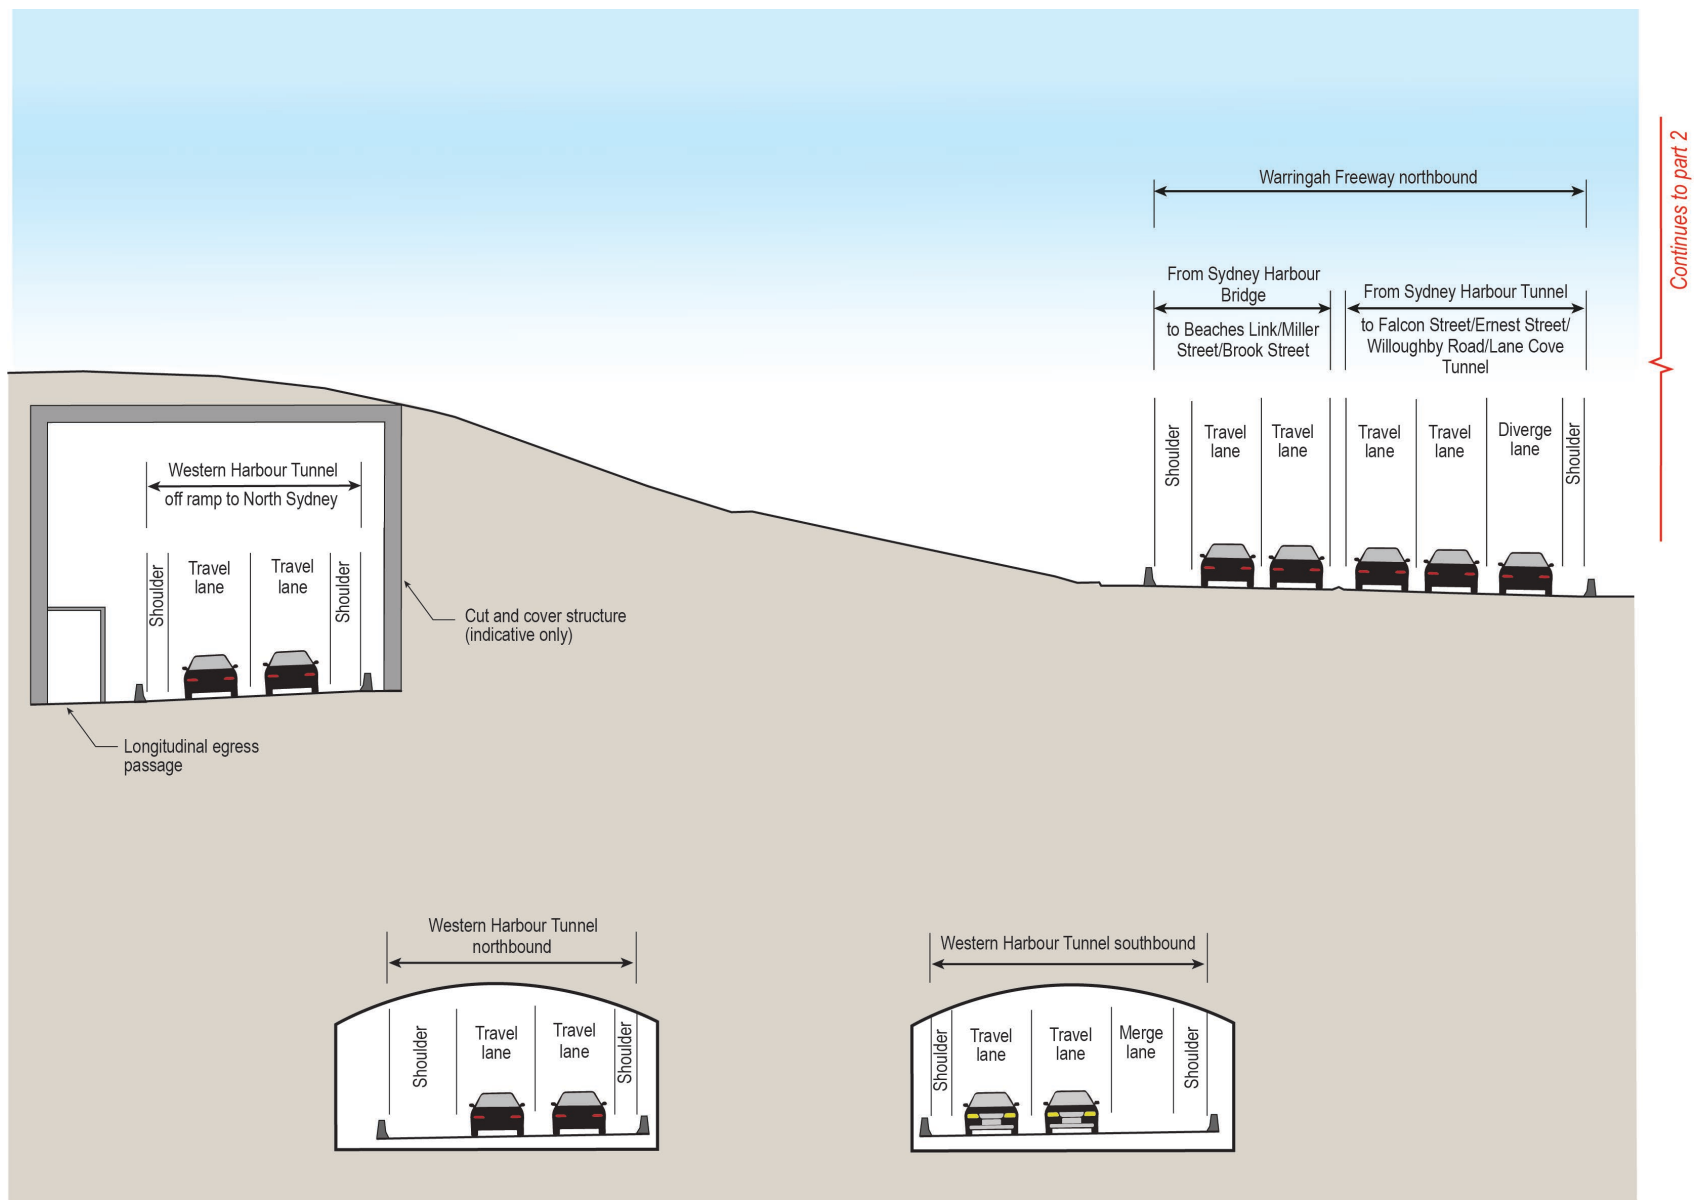 Continues to part 2
Warringah Freeway northbound
From Sydney Harbour
Bridge
to Beaches Link/Miller
Street/Brook Street
From Sydney Harbour Tunnel
to Falcon Street/Ernest Street/
Willoughby Road/Lane Cove
Tunnel
Shoulder
Travel
lane
Travel
lane
Travel
lane
Travel
lane
Diverge
lane
Shoulder
Western Harbour Tunnel
off ramp to North Sydney
Shoulder
Travel
lane
Travel
lane
Shoulder
Cut and cover structure
(indicative only)
Longitudinal egress
passage
Western Harbour Tunnel
northbound
Shoulder
Travel
lane
Travel
lane
Shoulder
Western Harbour Tunnel southbound
Shoulder
Travel
lane
Travel
lane
Merge
lane
Shoulder